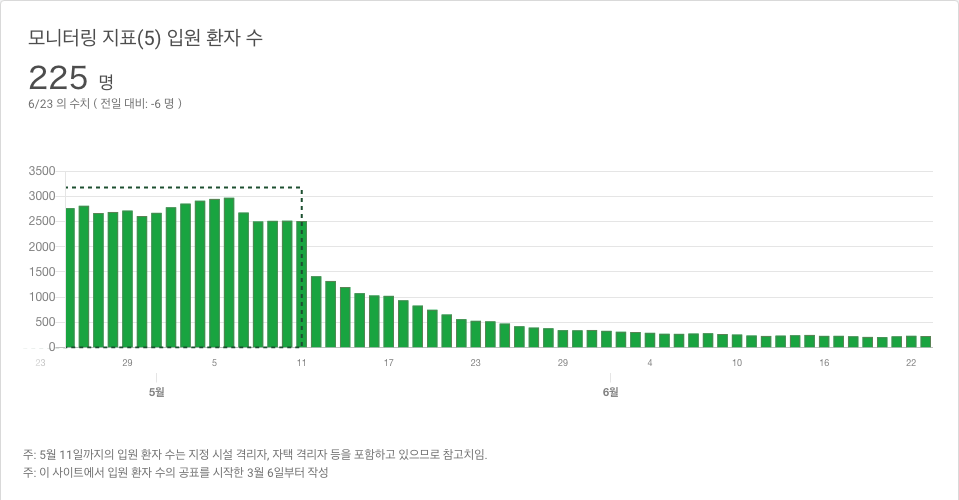 모니터링 지표(5) 입원 환자 수
225 명
6/23 의 수치 ( 전일 대비: -6 명 )
3500
3000
2500
2000
1500
1000
500
0
23 29 5 11 17 23 29 4 10 16 22
5월 6월
주: 5월 11일까지의 입원 환자 수는 지정 시설 격리자, 자택 격리자 등을 포함하고 있으므로 참고치임.
주: 이 사이트에서 입원 환자 수의 공표를 시작한 3월 6일부터 작성